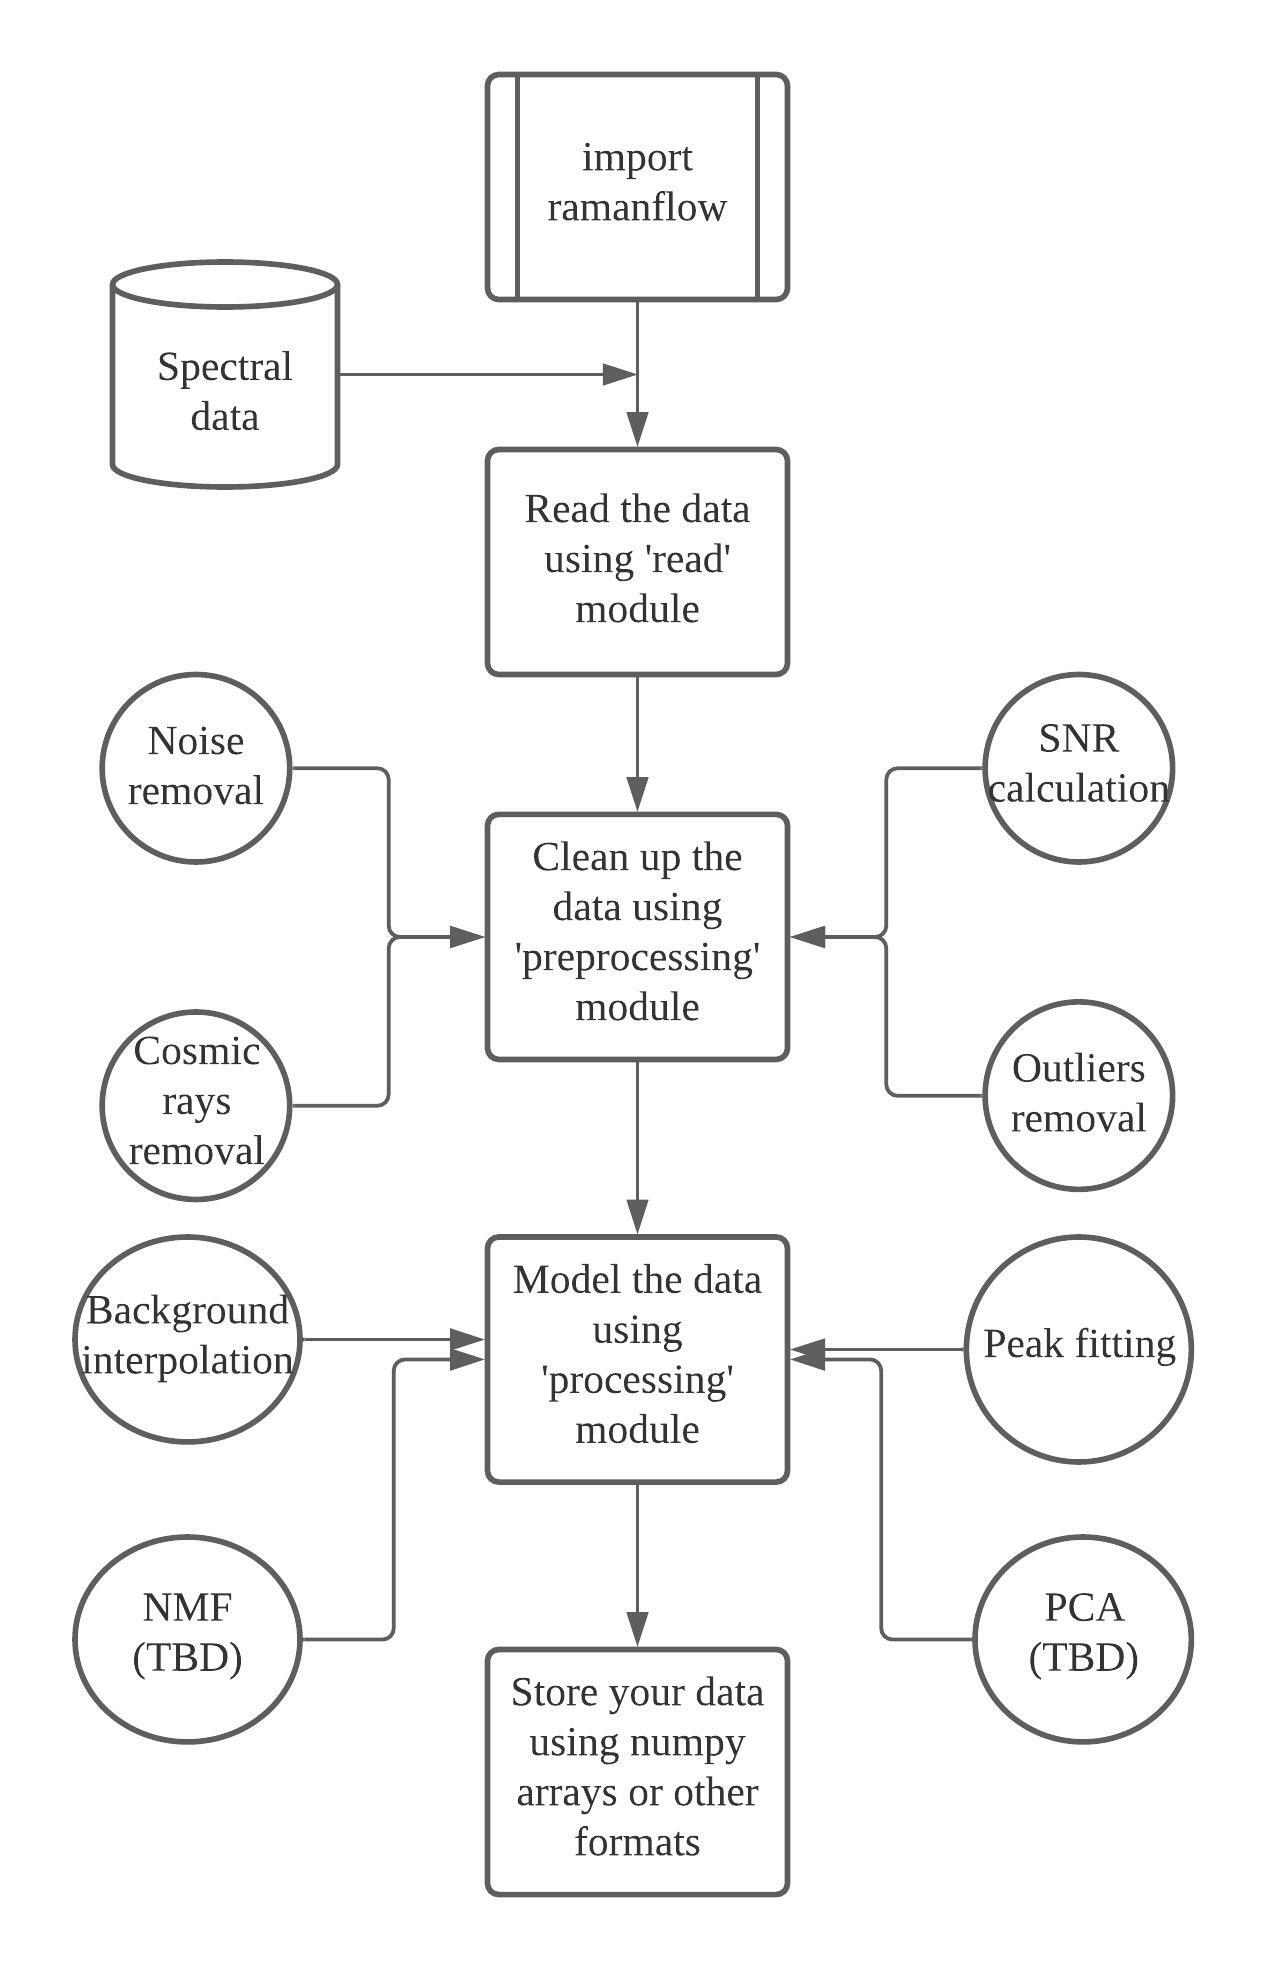 import
ramanflow
Spectral
data
Read the data
using 'read'
module
Noise
removal
SNR
calculation
Clean up the
data using
'preprocessing'
module
Cosmic
rays
removal
Outliers
removal
Background
interpolation
Model the data
using
'processing'
module
Peak fitting
NMF
(TBD)
PCA
(TBD)
Store your data
using numpy
arrays or other
formats